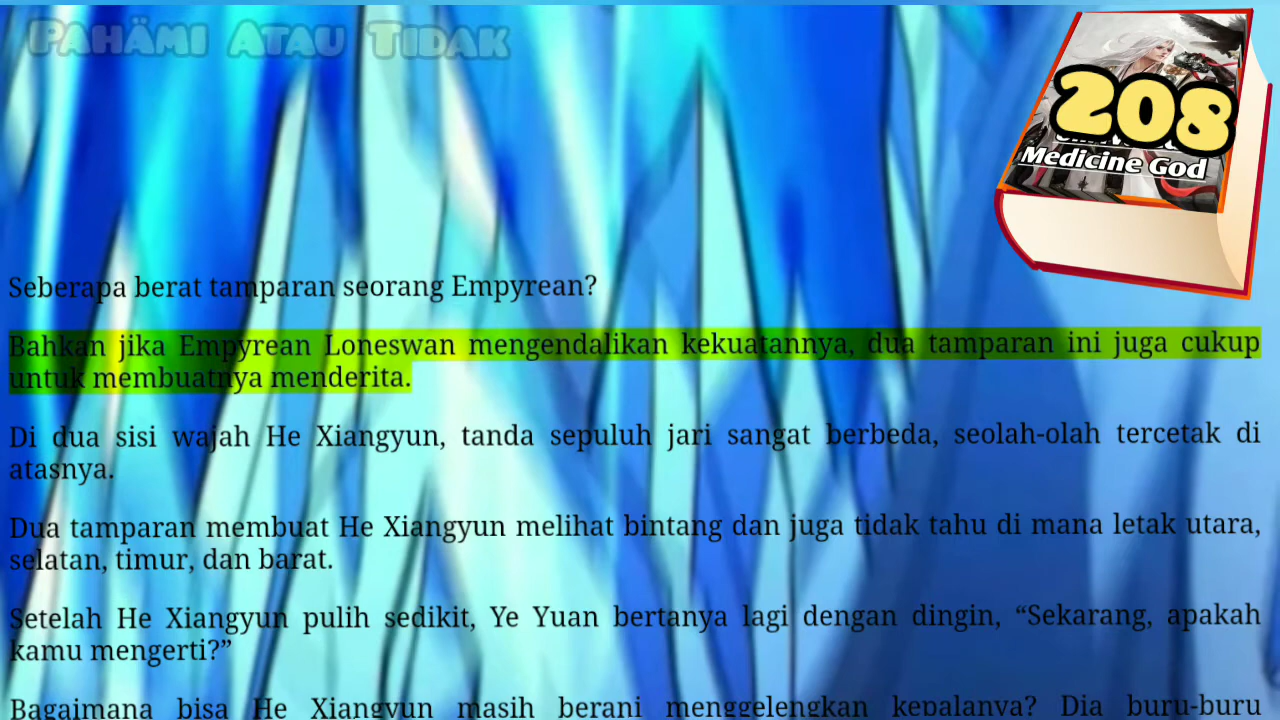 Pahämi Atau Tidak
208
Medicine God
Seberapa berat tamparan seorang Empyrean?
Bahkan jika Empyrean Loneswan mengendalikan kekuatannya, dua tamparan ini juga cukup
untuk membuatnya menderita.
Di dua sisi wajah He Xiangyun, tanda sepuluh jari sangat berbeda, seolah-olah tercetak di
atasnya.
Dua tamparan membuat He Xiangyun melihat bintang dan juga tidak tahu di mana letak utara,
selatan, timur, dan barat.
Setelah He Xiangyun pulih sedikit, Ye Yuan bertanya lagi dengan dingin, “Sekarang, apakah
kamu mengerti?”
Bagaimana bisa He Xiangyun masih berani menggelengkan kepalanya? Dia buru-buru